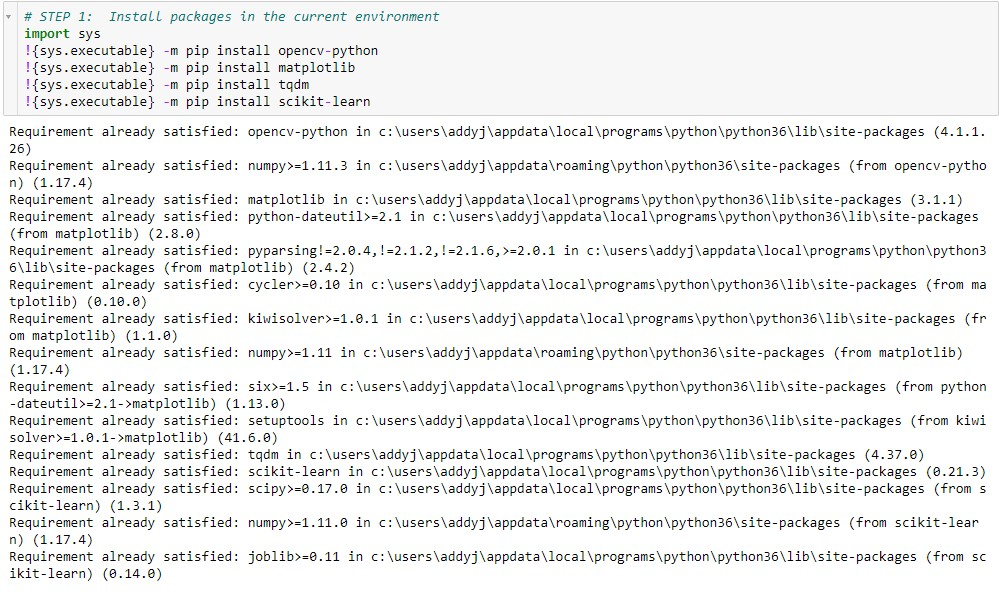 # STEP 1:  Install packages in the current environment
import sys
!{sys.executable} -m pip install opencv-python
!{sys.executable} -m pip install matplotlib
!{sys.executable} -m pip install tqdm
!{sys.executable} -m pip install scikit-learn
Requirement already satisfied: opencv-python in c:\users\addyj\appdata\local\programs\python\python36\lib\site-packages (4.1.1.
26)
Requirement already satisfied: numpy>=1.11.3 in c:\users\addyj\appdata\roaming\python\python36\site-packages (from opencv-pytho
n) (1.17.4)
Requirement already satisfied: matplotlib in c:\users\addyj\appdata\local\programs\python\python36\lib\site-packages (3.1.1)
Requirement already satisfied: python-dateutil>=2.1 in c:\users\addyj\appdata\local\programs\python\python36\lib\site-packages
(from matplotlib) (2.8.0)
Requirement already satisfied: pyparsing!=2.0.4,!=2.1.2,!=2.1.6,>=2.0.1 in c:\users\addyj\appdata\local\programs\python\python3
6\lib\site-packages (from matplotlib) (2.4.2)
Requirement already satisfied: cycler>=0.10 in c:\users\addyj\appdata\local\programs\python\python36\lib\site-packages (from ma
tplotlib) (0.10.0)
Requirement already satisfied: kiwisolver>=1.0.1 in c:\users\addyj\appdata\local\programs\python\python36\lib\site-packages (fr
om matplotlib) (1.1.0)
Requirement already satisfied: numpy>=1.11 in c:\users\addyj\appdata\roaming\python\python36\site-packages (from matplotlib)
(1.17.4)
Requirement already satisfied: six>=1.5 in c:\users\addyj\appdata\local\programs\python\python36\lib\site-packages (from python
-dateutil>=2.1->matplotlib) (1.13.0)
Requirement already satisfied: setuptools in c:\users\addyj\appdata\local\programs\python\python36\lib\site-packages (from kiwi
solver>=1.0.1->matplotlib) (41.6.0)
Requirement already satisfied: tqdm in c:\users\addyj\appdata\local\programs\python\python36\lib\site-packages (4.37.0)
Requirement already satisfied: scikit-learn in c:\users\addyj\appdata\local\programs\python\python36\lib\site-packages (0.21.3)
Requirement already satisfied: scipy>=0.17.0 in c:\users\addyj\appdata\local\programs\python\python36\lib\site-packages (from s
cikit-learn) (1.3.1)
Requirement already satisfied: numpy>=1.11.0 in c:\users\addyj\appdata\roaming\python\python36\site-packages (from scikit-lear
n) (1.17.4)
Requirement already satisfied: joblib>=0.11 in c:\users\addyj\appdata\local\programs\python\python36\lib\site-packages (from sc
ikit-learn) (0.14.0)